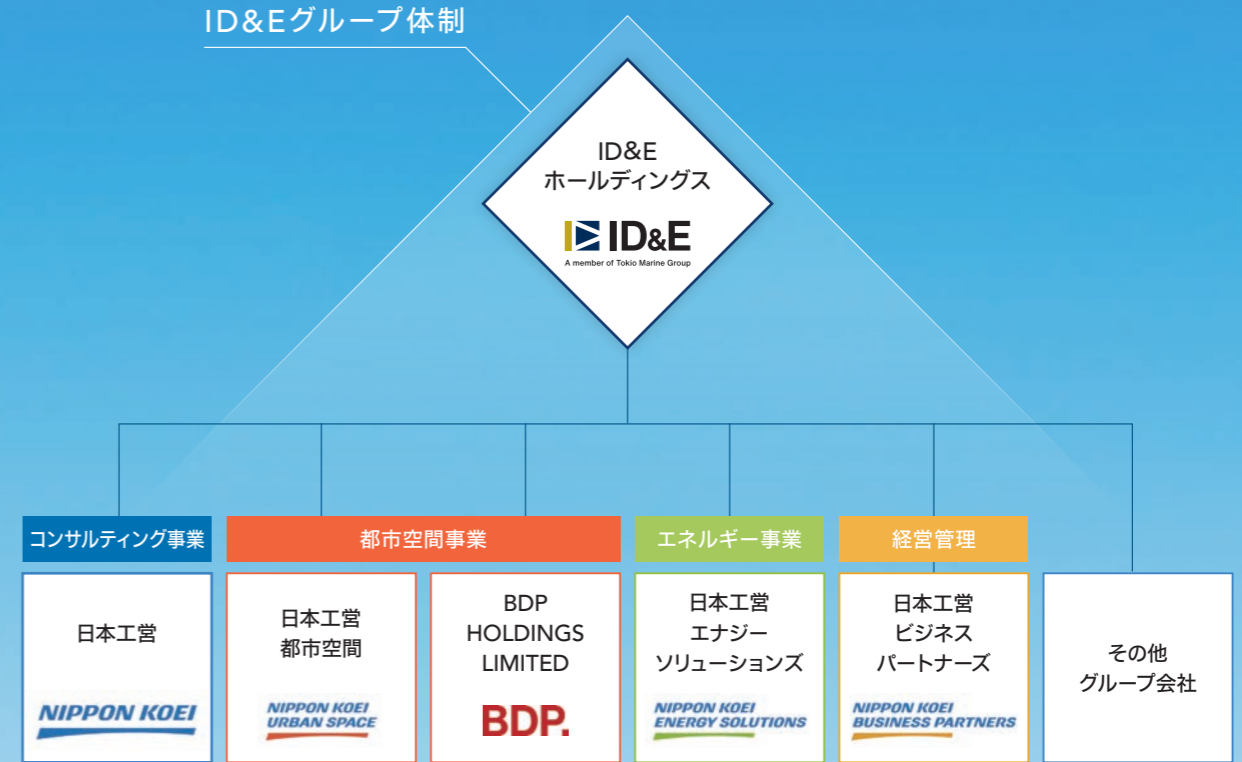 ID&Eグループ体制
ID&E
ホールディングス
ID&E
A member of Tokio Marine Group
コンサルティング事業
都市空間事業
エネルギー事業
経営管理
日本工営
NIPPON KOEI
日本工営
都市空間
NIPPON KOEI
URBAN SPACE
BDP
HOLDINGS
LIMITED
BDP.
日本工営
エナジー
ソリューションズ
NIPPON KOEI
ENERGY SOLUTIONS
日本工営
ビジネス
パートナーズ
NIPPON KOEI
BUSINESS PARTNERS
その他
グループ会社